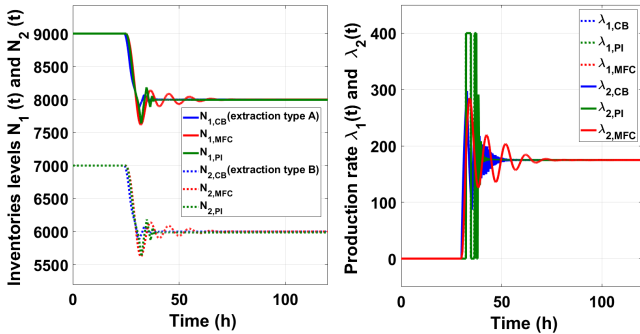 Inventories levels N₁ (t) and N₂ (t)
9000
8500
8000
7500
7000
6500
6000
5500
0
50
100
Time (h)
N₁,CB(extraction type A)
N₁,MFC
N₁,PI
N₂,CB(extraction type B)
N₂,MFC
N₂,PI
Production rate λ₁(t) and λ₂(t)
400
300
200
100
0
0
50
100
Time (h)
λ₁,CB
λ₁,PI
λ₁,MFC
λ₂,CB
λ₂,PI
λ₂,MFC